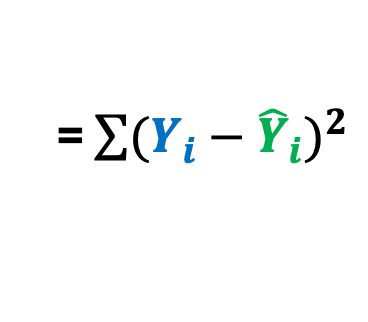 = ∑(Yᵢ − Ŷᵢ)²